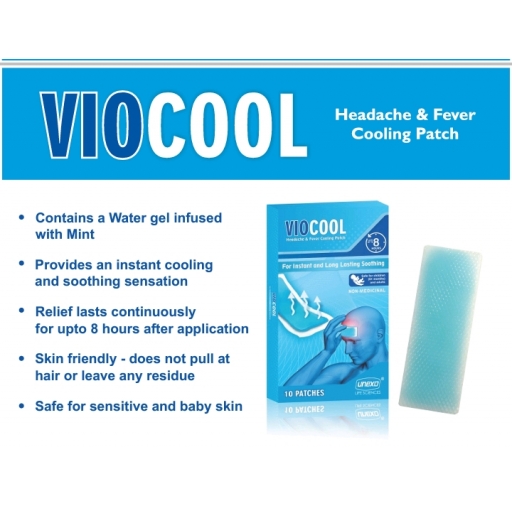 VIOCOOL
Headache & Fever
Cooling Patch
• Contains a Water gel infused
with Mint
• Provides an instant cooling
and soothing sensation
• Relief lasts continuously
for upto 8 hours after application
• Skin friendly - does not pull at
hair or leave any residue
• Safe for sensitive and baby skin
VIOCOOL
Headache & Fever Cooling Patch
8
For Instant and Long Lasting Soothing
NON-MEDICINAL
unexo
LIFE SCIENCES
10 PATCHES